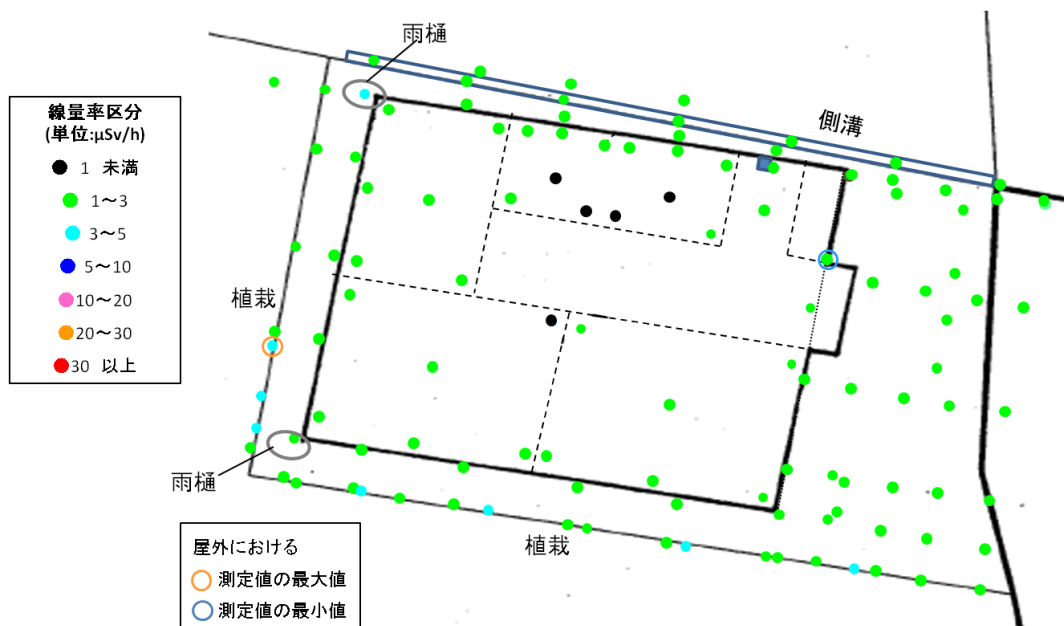 雨樋
側溝
線量率区分
(単位:μSv/h)
1 未満
1～3
3～5
5～10
10～20
20～30
30 以上
植栽
雨樋
植栽
屋外における
測定値の最大値
測定値の最小値